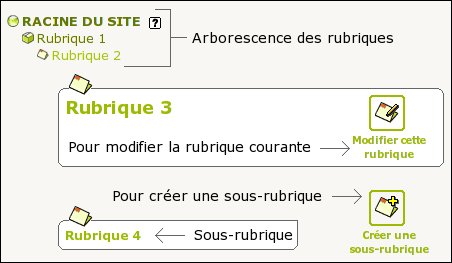 RACINE DU SITE ?
Rubrique 1
Arborescence des rubriques
Rubrique 2
Rubrique 3
Pour modifier la rubrique courante
Modifier cette
rubrique
Pour créer une sous-rubrique
Rubrique 4
Sous-rubrique
Créer une
sous-rubrique